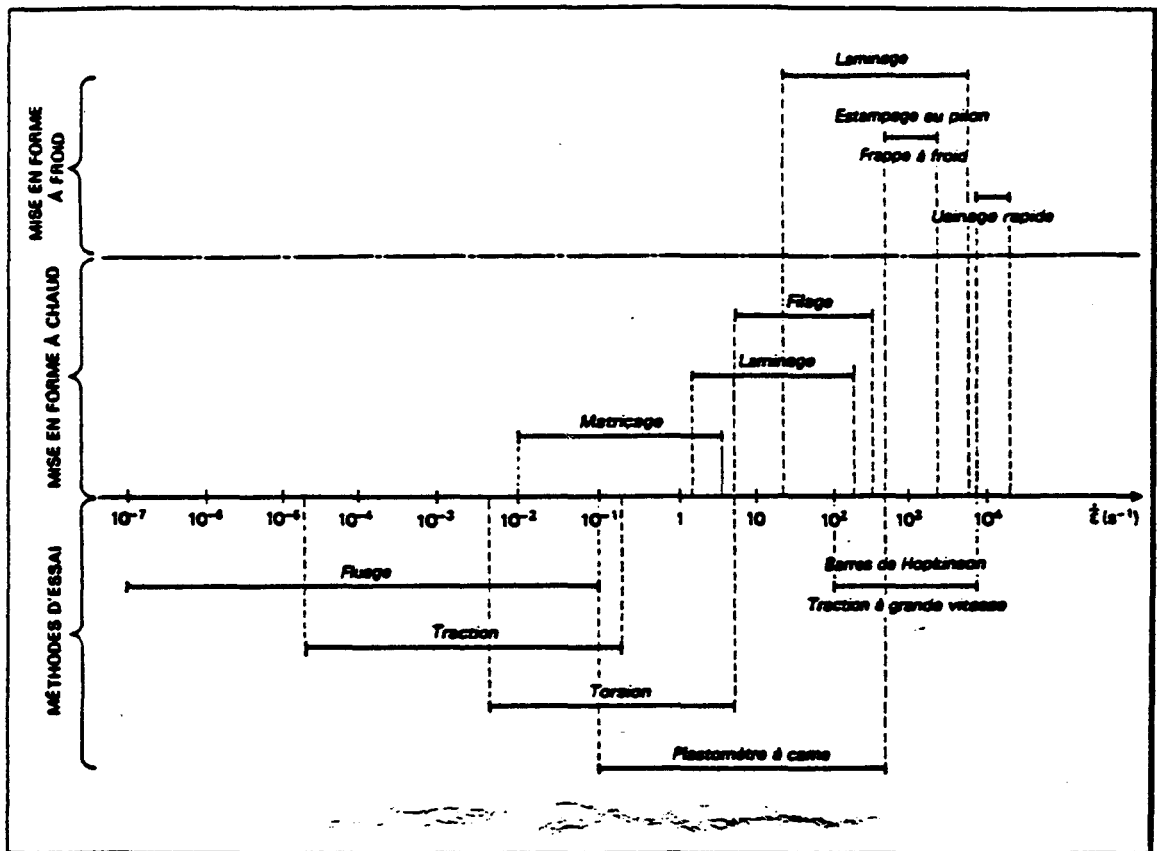 MISE EN FORME
À FROID
Laminage
Estampage au pilon
Frappe à froid
Usinage rapide
MISE EN FORME À CHAUD
Filage
Laminage
Matriçage
10⁻⁷ 10⁻⁶ 10⁻⁵ 10⁻⁴ 10⁻³ 10⁻² 10⁻¹ 1 10 10² 10³ 10⁴ ε̇ (s⁻¹)
MÉTHODES D'ESSAI
Fluage
Barres de Hopkinson
Traction à grande vitesse
Traction
Torsion
Plastomètre à came